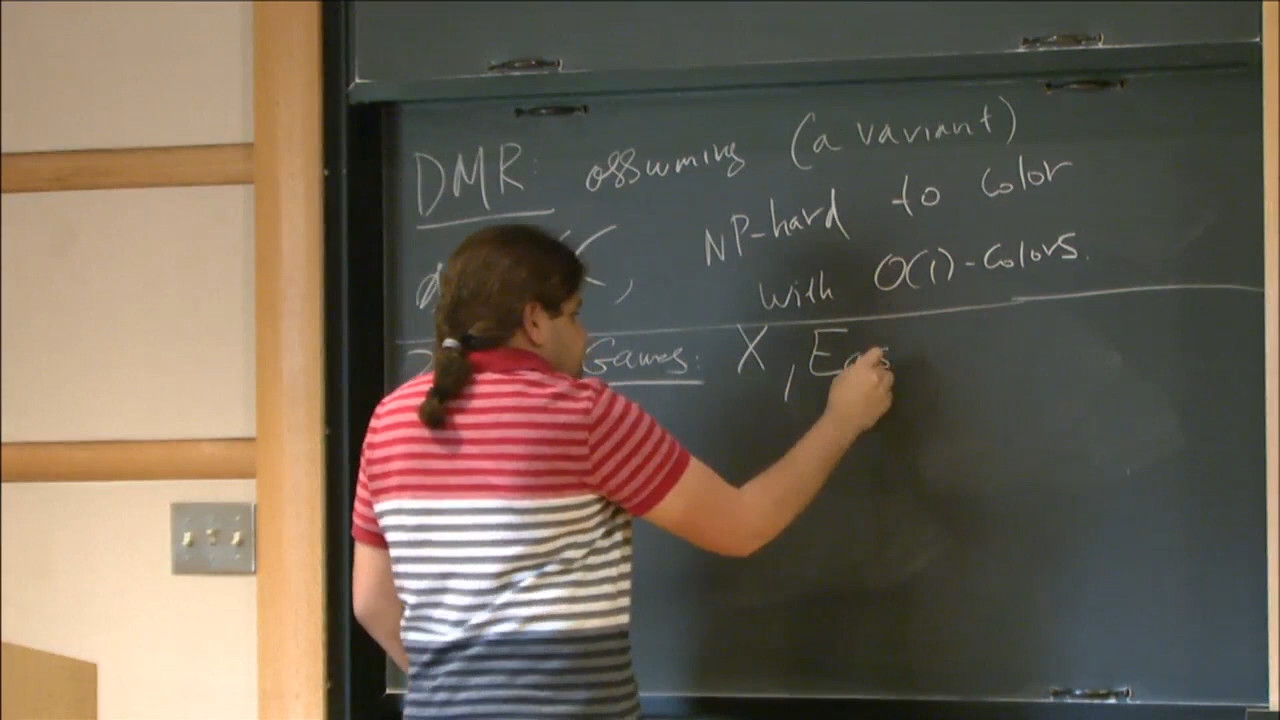 DMR: assuming (a variant)
NP-hard to color
with O(1)-colors.
Games: X, E